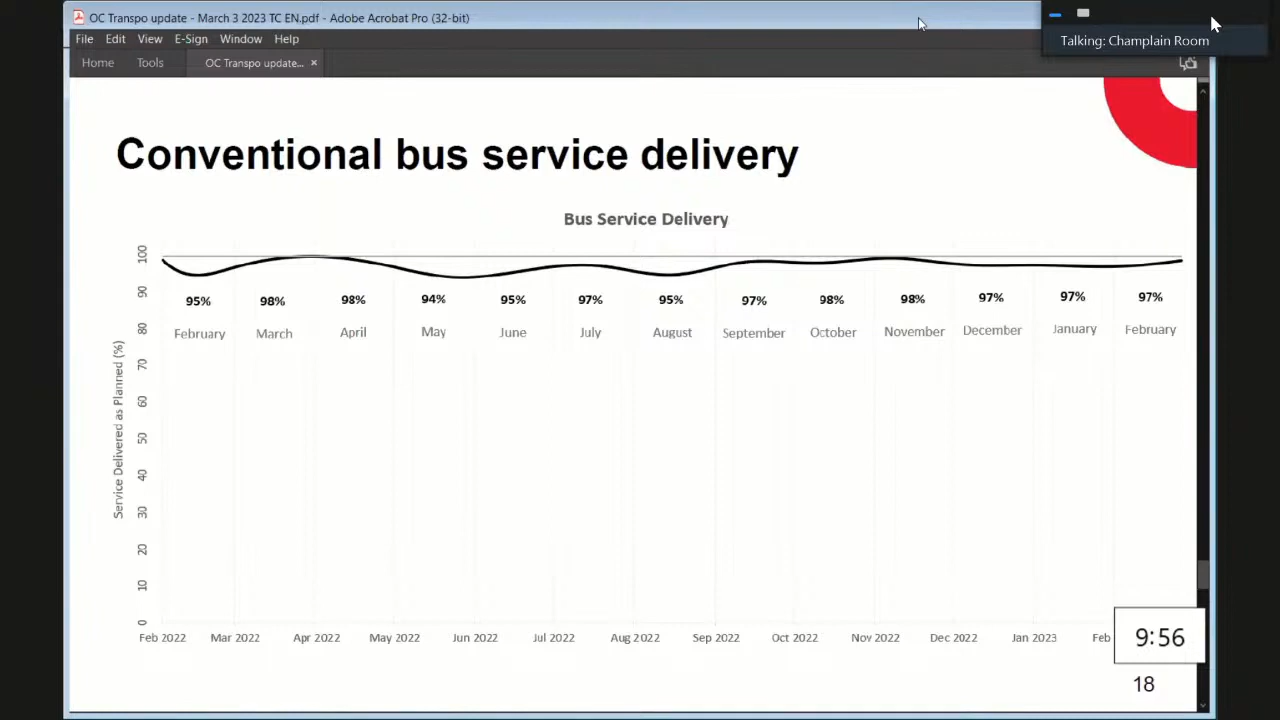 OC Transpo update - March 3 2023 TC EN.pdf - Adobe Acrobat Pro (32-bit)
Talking: Champlain Room
File Edit View E-Sign Window Help
Home Tools OC Transpo update... ×
Conventional bus service delivery
Bus Service Delivery
Service Delivered as Planned (%)
100
90
80
70
60
50
40
30
20
10
0
95% 98% 98% 94% 95% 97% 95% 97% 98% 98% 97% 97% 97%
February March April May June July August September October November December January February
Feb 2022 Mar 2022 Apr 2022 May 2022 Jun 2022 Jul 2022 Aug 2022 Sep 2022 Oct 2022 Nov 2022 Dec 2022 Jan 2023 Feb
9:56
18